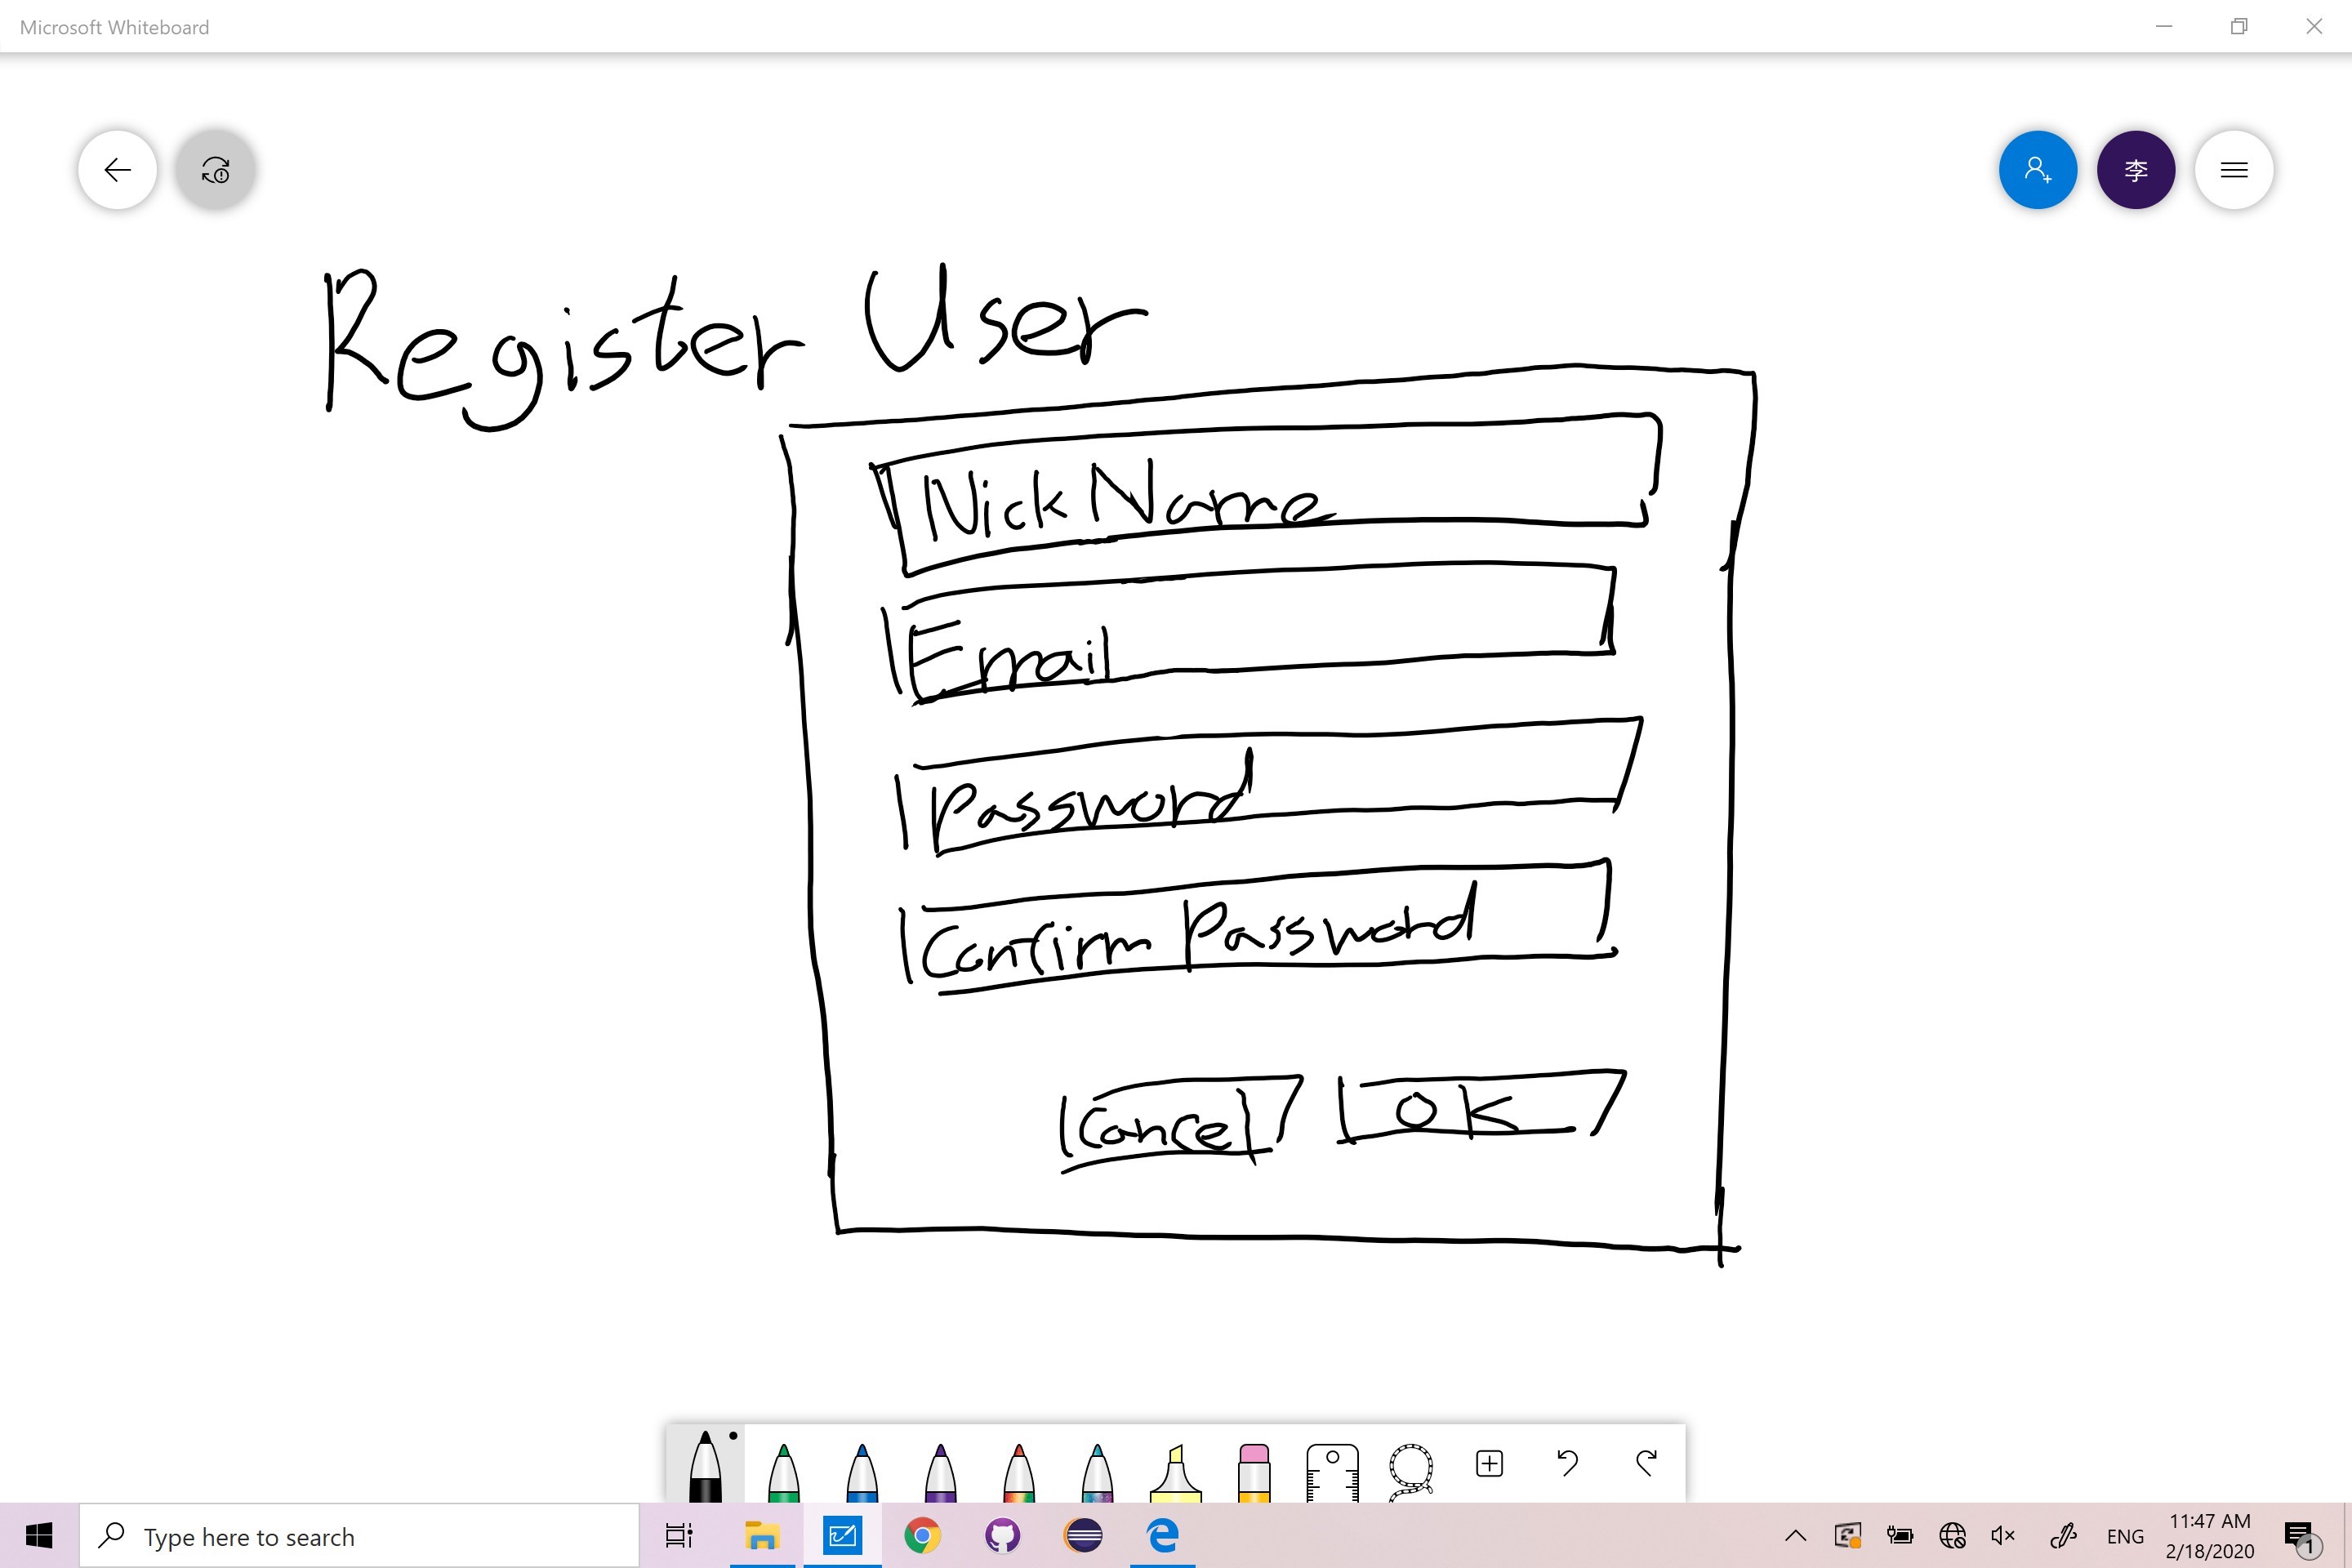 Microsoft Whiteboard
李
Register User
Nick Name
Email
Password
Confirm Password
Cancel
OK
Type here to search
ENG
11:47 AM
2/18/2020
1